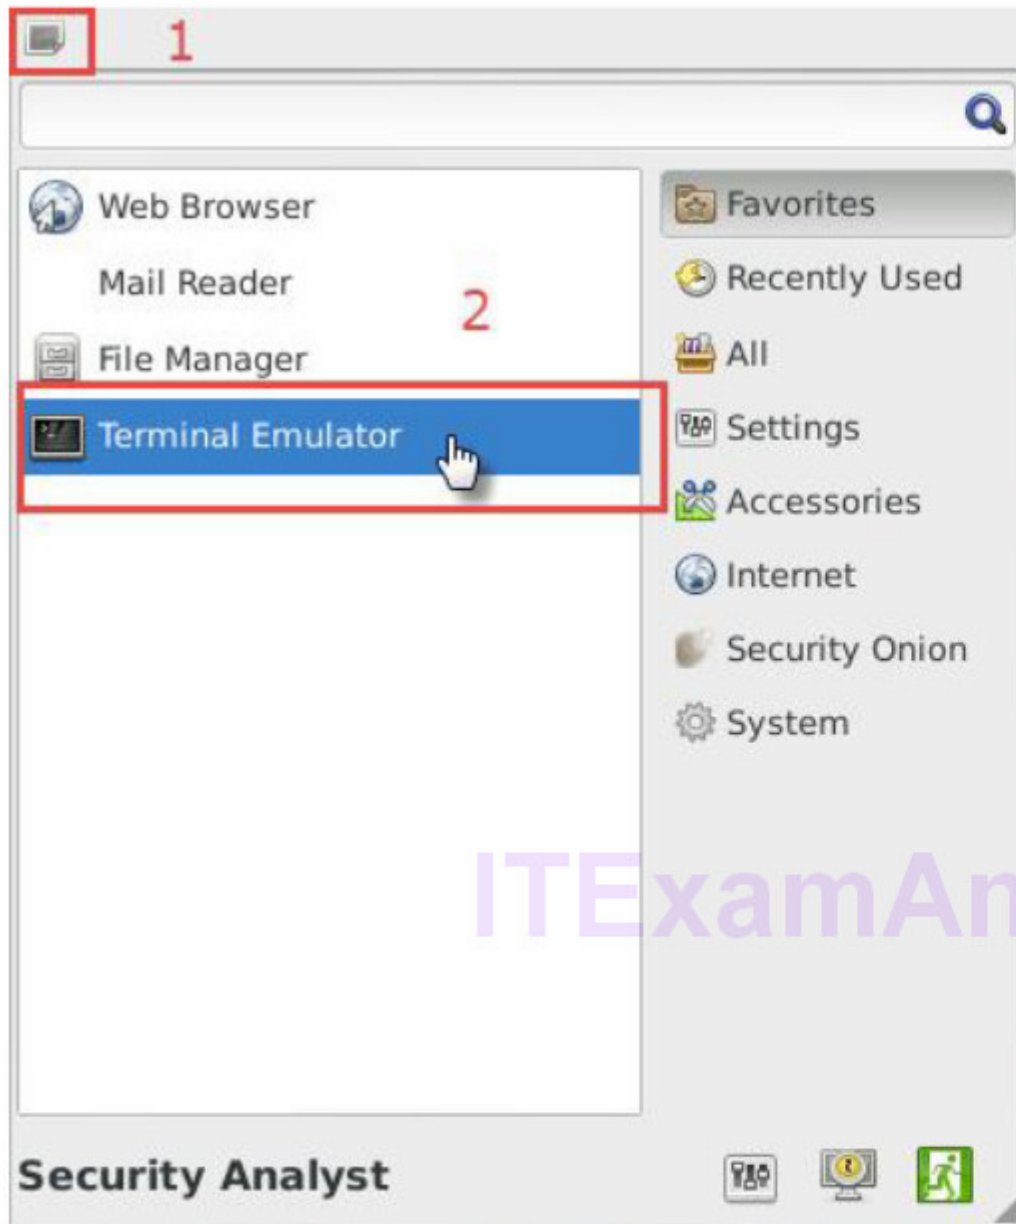 1
Web Browser
Mail Reader
2
File Manager
Terminal Emulator
Favorites
Recently Used
All
Settings
Accessories
Internet
Security Onion
System
ITExamAn
Security Analyst